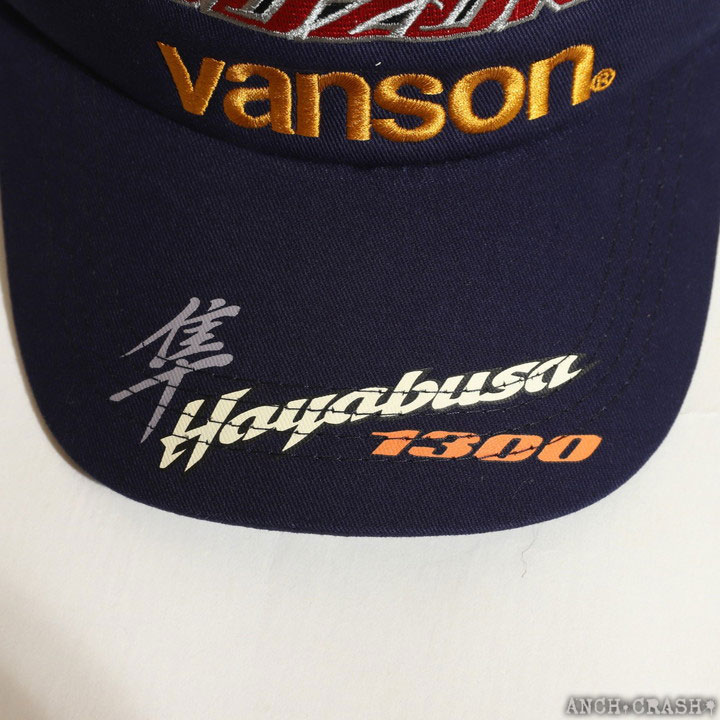 vanson®
隼
Hayabusa
1300
ANCH★CRASH★